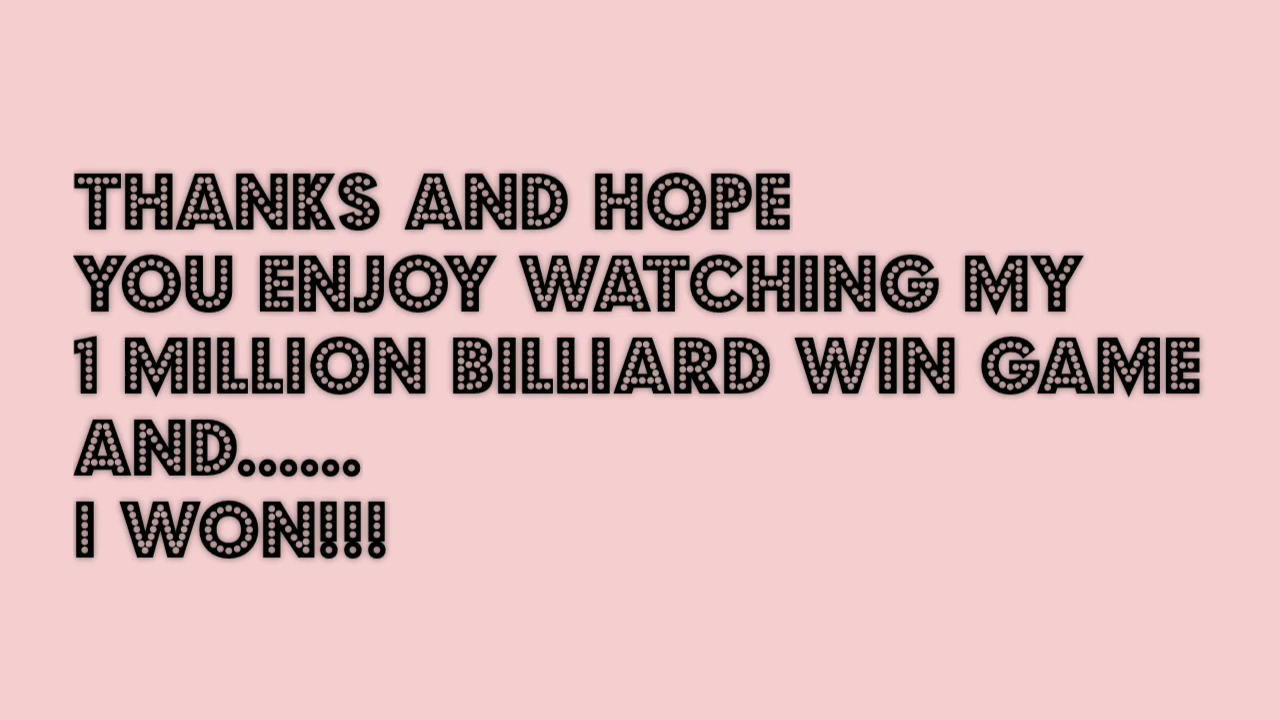 THANKS AND HOPE
YOU ENJOY WATCHING MY
1 MILLION BILLIARD WIN GAME
AND......
I WON!!!